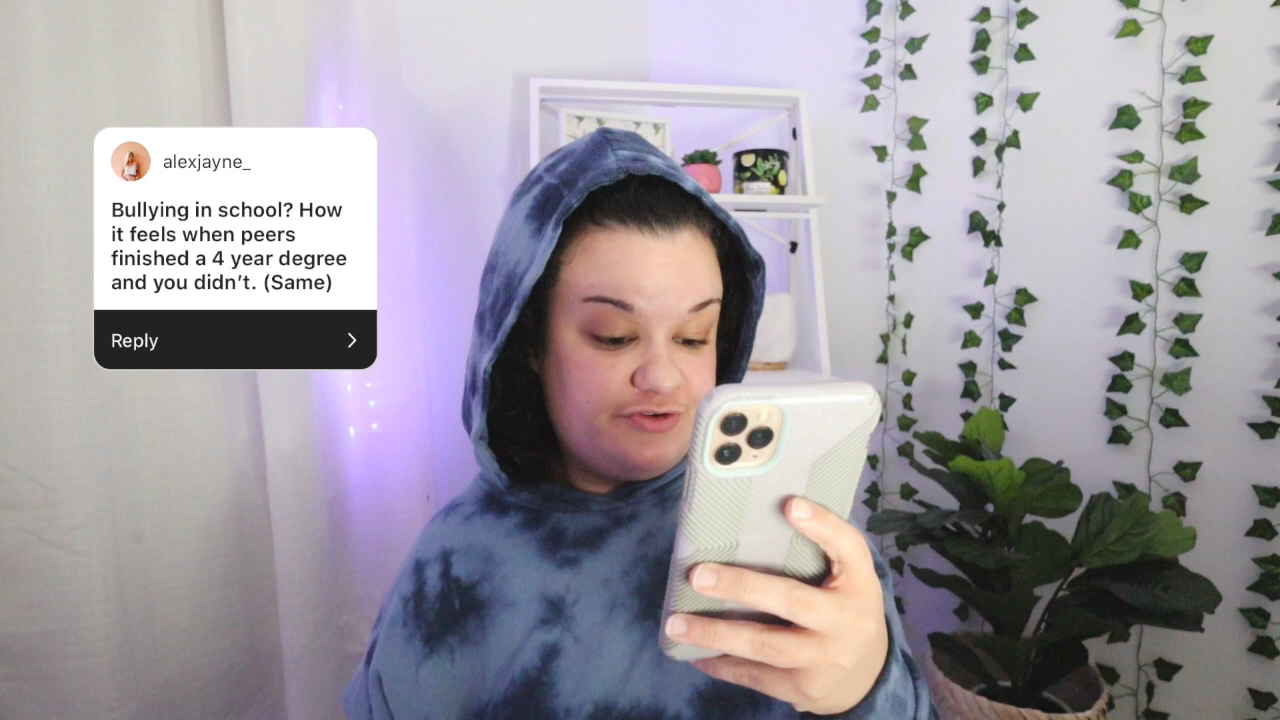 alexjayne_
Bullying in school? How
it feels when peers
finished a 4 year degree
and you didn’t. (Same)
Reply